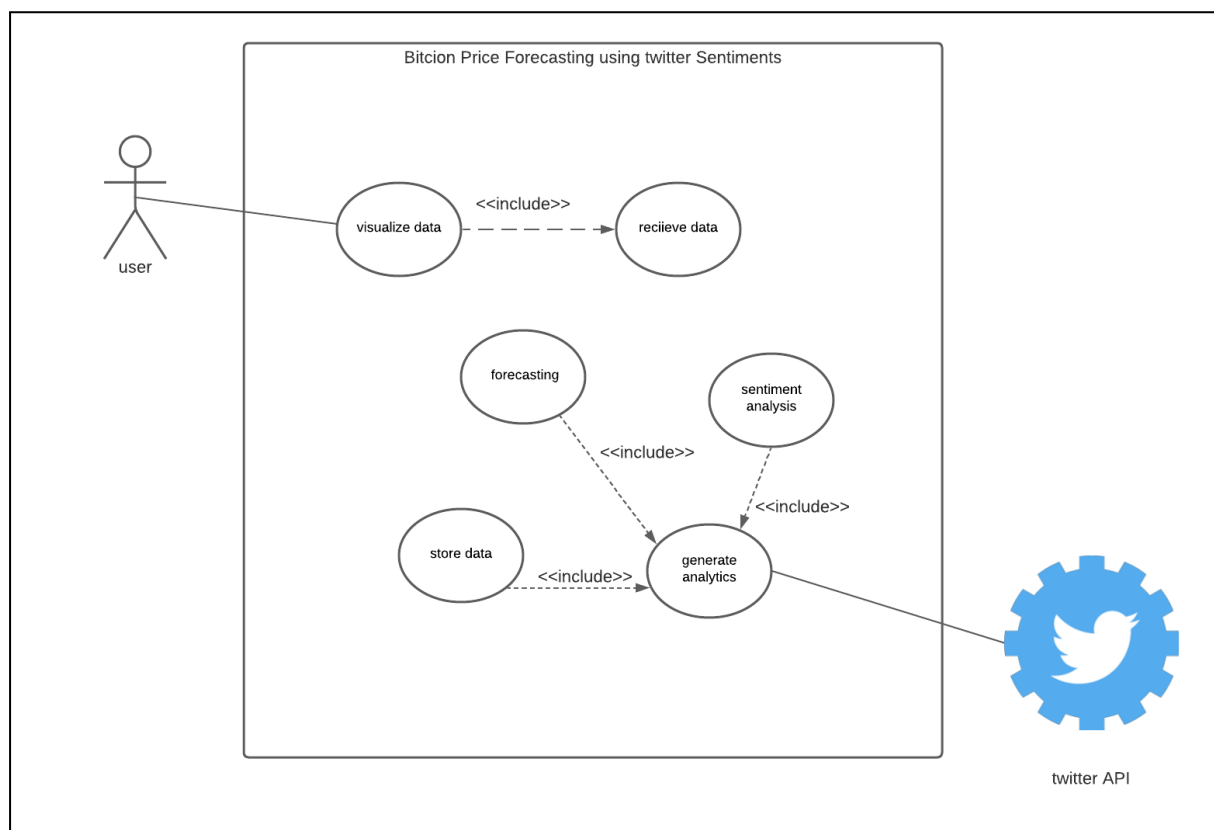 Bitcion Price Forecasting using twitter Sentiments
<<include>>
visualize data
reciieve data
user
forecasting
sentiment
analysis
<<include>>
<<include>>
store data
generate
analytics
<<include>>
twitter API